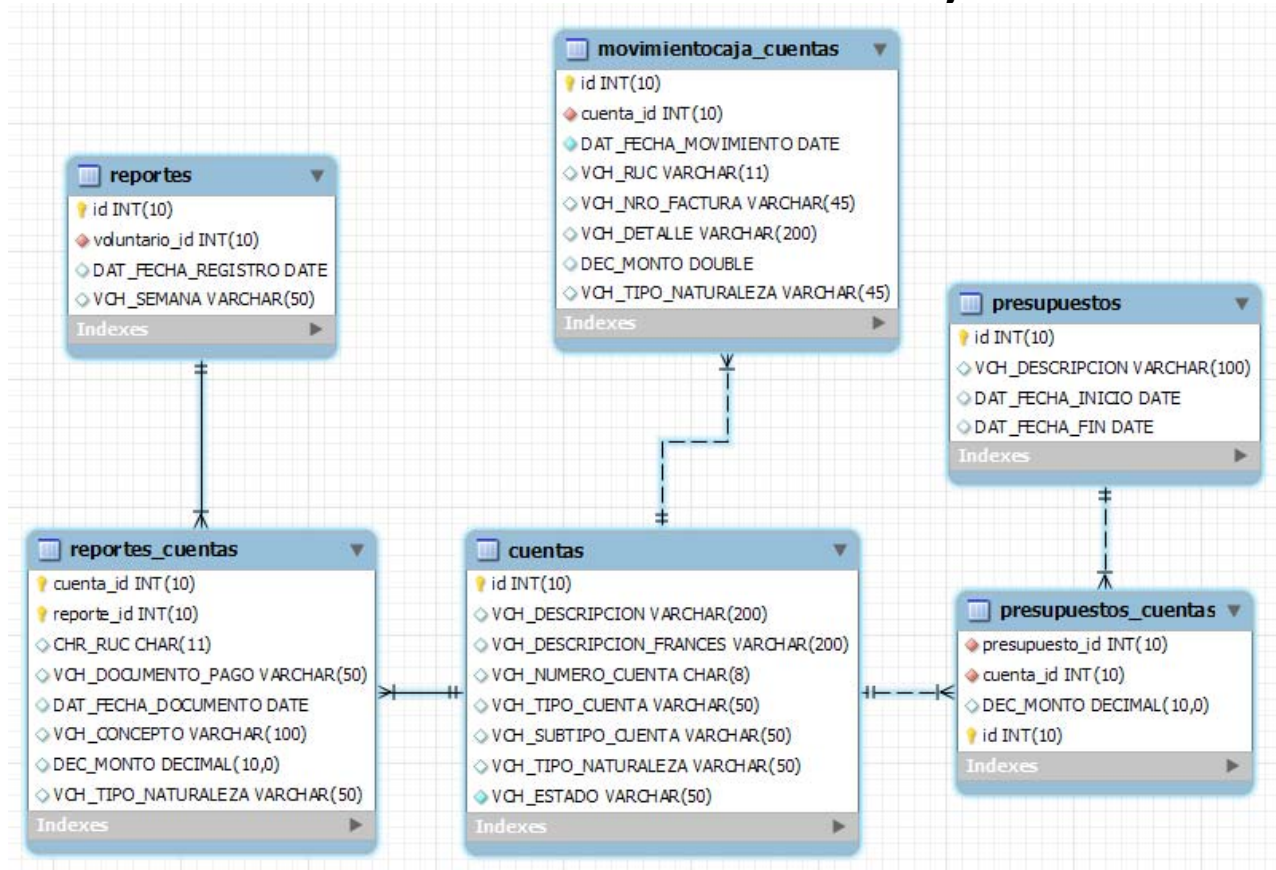 movimientocaja_cuentas
id INT(10)
cuenta_id INT(10)
DAT_FECHA_MOVIMIENTO DATE
VCH_RUC VARCHAR(11)
VCH_NRO_FACTURA VARCHAR(45)
VCH_DETALLE VARCHAR(200)
DEC_MONTO DOUBLE
VCH_TIPO_NATURALEZA VARCHAR(45)
Indexes
reportes
id INT(10)
voluntario_id INT(10)
DAT_FECHA_REGISTRO DATE
VCH_SEMANA VARCHAR(50)
Indexes
presupuestos
id INT(10)
VCH_DESCRIPCION VARCHAR(100)
DAT_FECHA_INICIO DATE
DAT_FECHA_FIN DATE
Indexes
reportes_cuentas
cuenta_id INT(10)
reporte_id INT(10)
CHR_RUC CHAR(11)
VCH_DOCUMENTO_PAGO VARCHAR(50)
DAT_FECHA_DOCUMENTO DATE
VCH_CONCEPTO VARCHAR(100)
DEC_MONTO DECIMAL(10,0)
VCH_TIPO_NATURALEZA VARCHAR(50)
Indexes
cuentas
id INT(10)
VCH_DESCRIPCION VARCHAR(200)
VCH_DESCRIPCION_FRANCES VARCHAR(200)
VCH_NUMERO_CUENTA CHAR(8)
VCH_TIPO_CUENTA VARCHAR(50)
VCH_SUBTIPO_CUENTA VARCHAR(50)
VCH_TIPO_NATURALEZA VARCHAR(50)
VCH_ESTADO VARCHAR(50)
Indexes
presupuestos_cuentas
presupuesto_id INT(10)
cuenta_id INT(10)
DEC_MONTO DECIMAL(10,0)
id INT(10)
Indexes